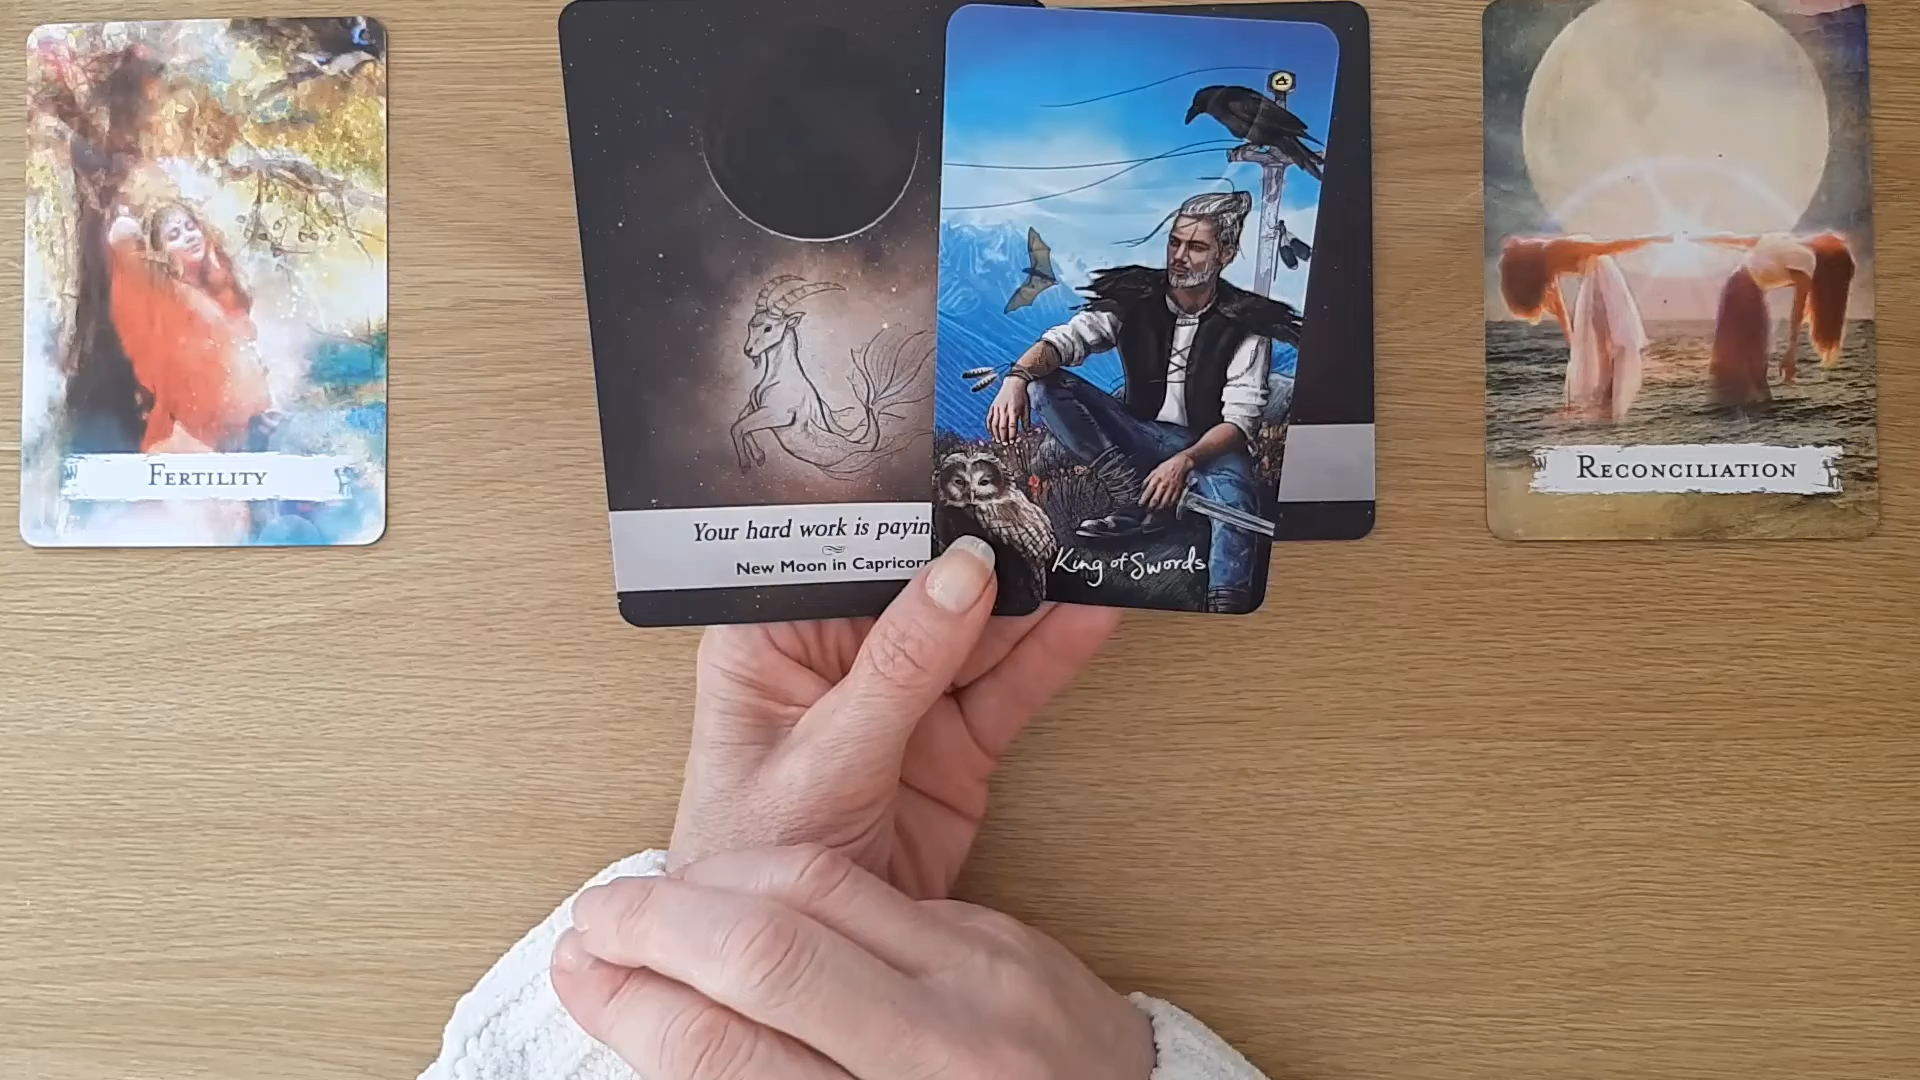 FERTILITY
Your hard work is payin
New Moon in Capricorn
King of Swords
RECONCILIATION